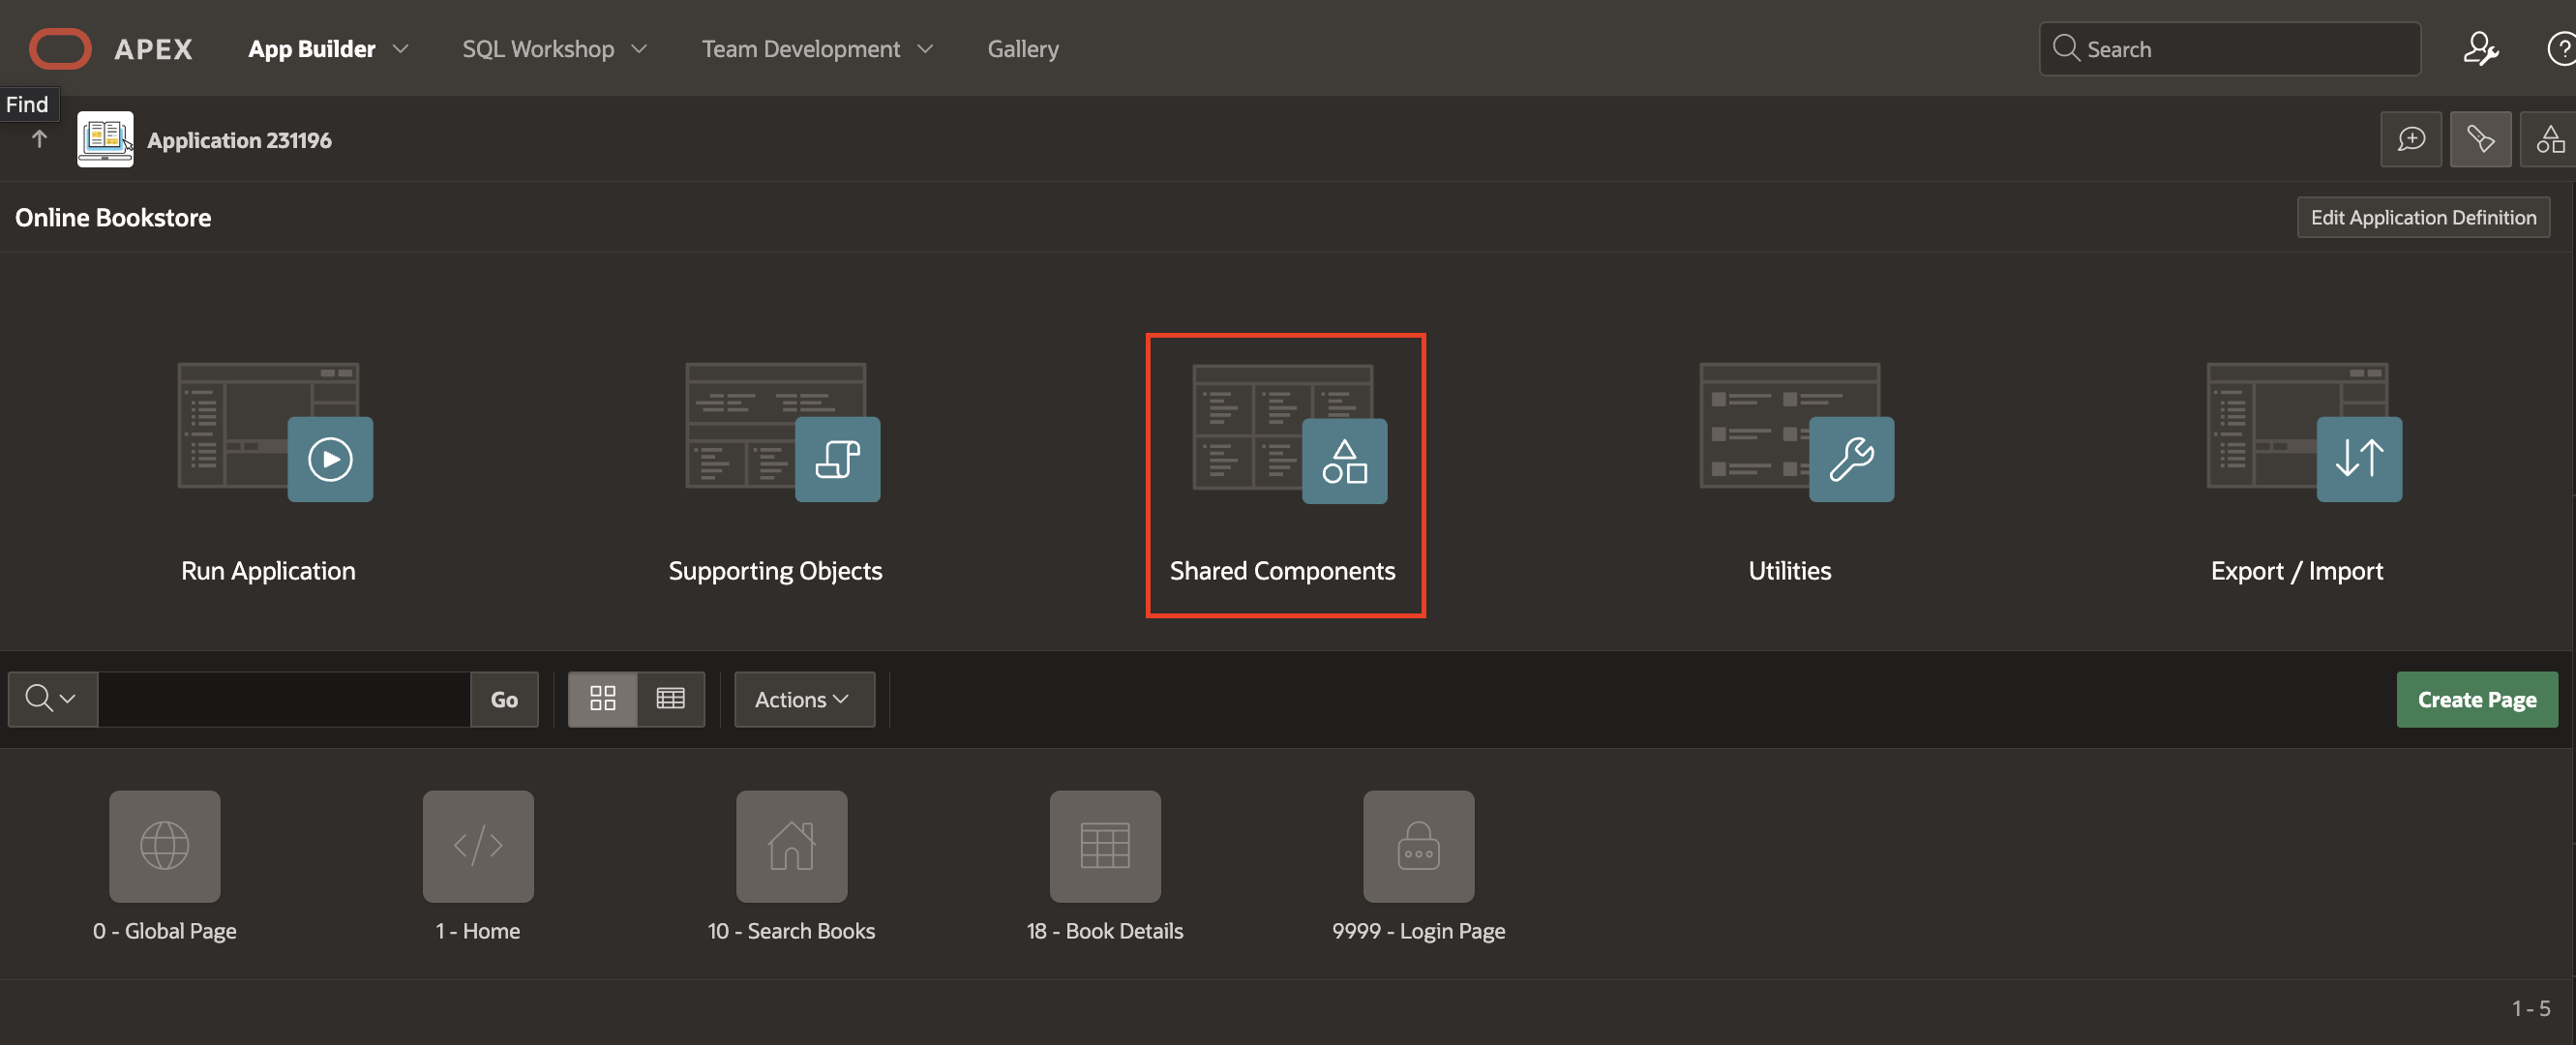 APEX App Builder SQL Workshop Team Development Gallery Search ?
Find
Application 231196
Online Bookstore Edit Application Definition
Run Application Supporting Objects Shared Components Utilities Export / Import
Go Actions Create Page
0 - Global Page 1 - Home 10 - Search Books 18 - Book Details 9999 - Login Page
1 - 5